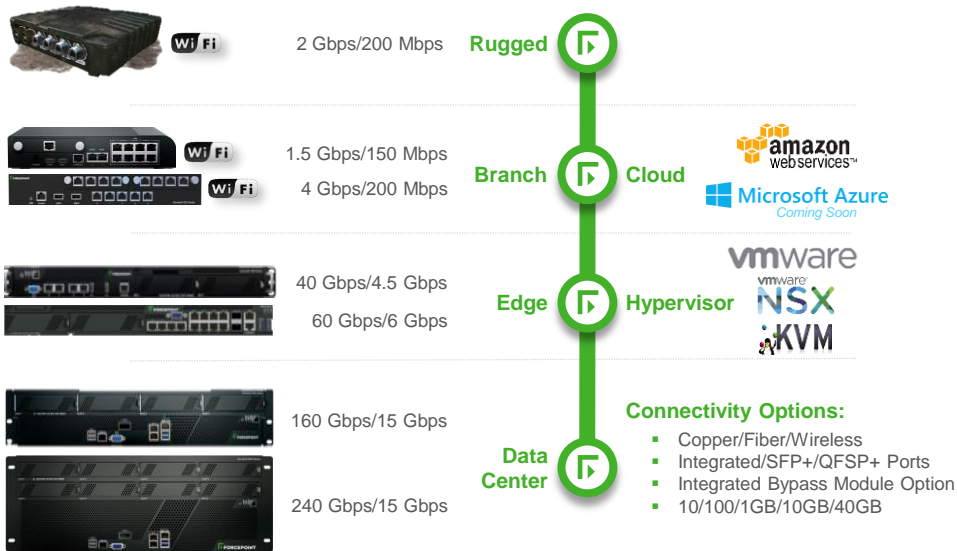 Wi Fi
2 Gbps/200 Mbps
Rugged
Wi Fi
1.5 Gbps/150 Mbps
Wi Fi
4 Gbps/200 Mbps
Branch
Cloud
amazon
webservices™
Microsoft Azure
Coming Soon
40 Gbps/4.5 Gbps
60 Gbps/6 Gbps
Edge
Hypervisor
vmware
vmware
NSX
KVM
160 Gbps/15 Gbps
FORCEPOINT
240 Gbps/15 Gbps
FORCEPOINT
Data
Center
Connectivity Options:
▪ Copper/Fiber/Wireless
▪ Integrated/SFP+/QFSP+ Ports
▪ Integrated Bypass Module Option
▪ 10/100/1GB/10GB/40GB